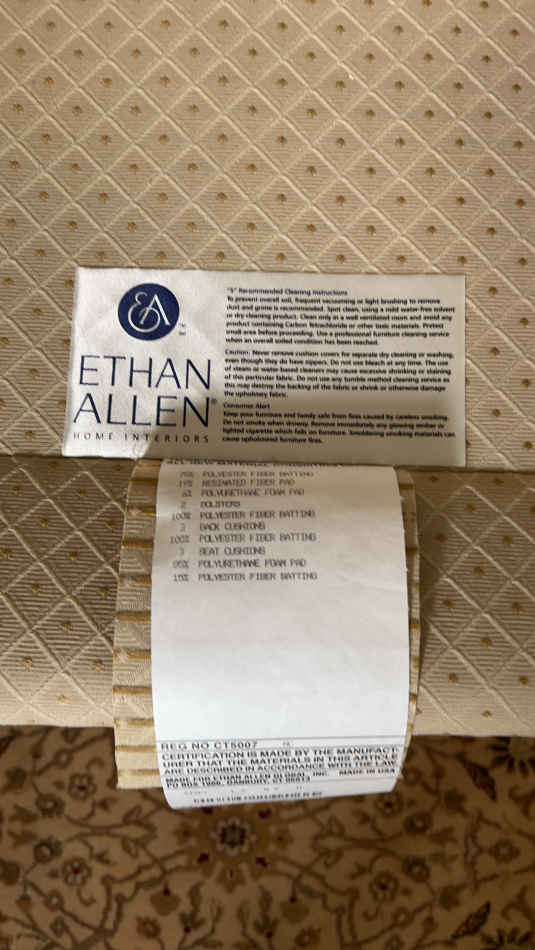 EA
ETHAN
ALLEN®
HOME INTERIORS
"S" Recommended Cleaning Instructions
To prevent overall soil, frequent vacuuming or light brushing to remove
dust and grime is recommended. Spot clean, using a mild water-free solvent
or dry cleaning product. Clean only in a well ventilated room and avoid any
product containing Carbon Tetrachloride or other toxic materials. Pretest
small area before proceeding. Use a professional furniture cleaning service
when an overall soiled condition has been reached.
Caution: Never remove cushion covers for separate dry cleaning or washing,
even though they do have zippers. Do not use bleach at any time. The use
of steam or water-based cleaners may cause excessive shrinking or staining
of this particular fabric. Do not use any tumble method cleaning service as
this may destroy the backing of the fabric or shrink or otherwise damage
the upholstery fabric.
Consumer Alert
Keep your furniture and family safe from fires caused by careless smoking.
Do not smoke when drowsy. Remove immediately any glowing ember or
lighted cigarette which falls on furniture. Smoldering smoking materials can
cause upholstered furniture fires.
POLYESTER FIBER BATTING
19% RESINATED FIBER PAD
6% POLYURETHANE FOAM PAD
2 BOLSTERS
100% POLYESTER FIBER BATTING
3 BACK CUSHIONS
100% POLYESTER FIBER BATTING
3 SEAT CUSHIONS
POLYURETHANE FOAM PAD
15% POLYESTER FIBER BATTING
REG NO CT5007
CERTIFICATION IS MADE BY THE MANUFACT-
URER THAT THE MATERIALS IN THIS ARTICLE
ARE DESCRIBED IN ACCORDANCE WITH THE LAW
MADE FOR ETHAN ALLEN GLOBAL, INC. MADE IN USA
PO BOX 1966, DANBURY, CT